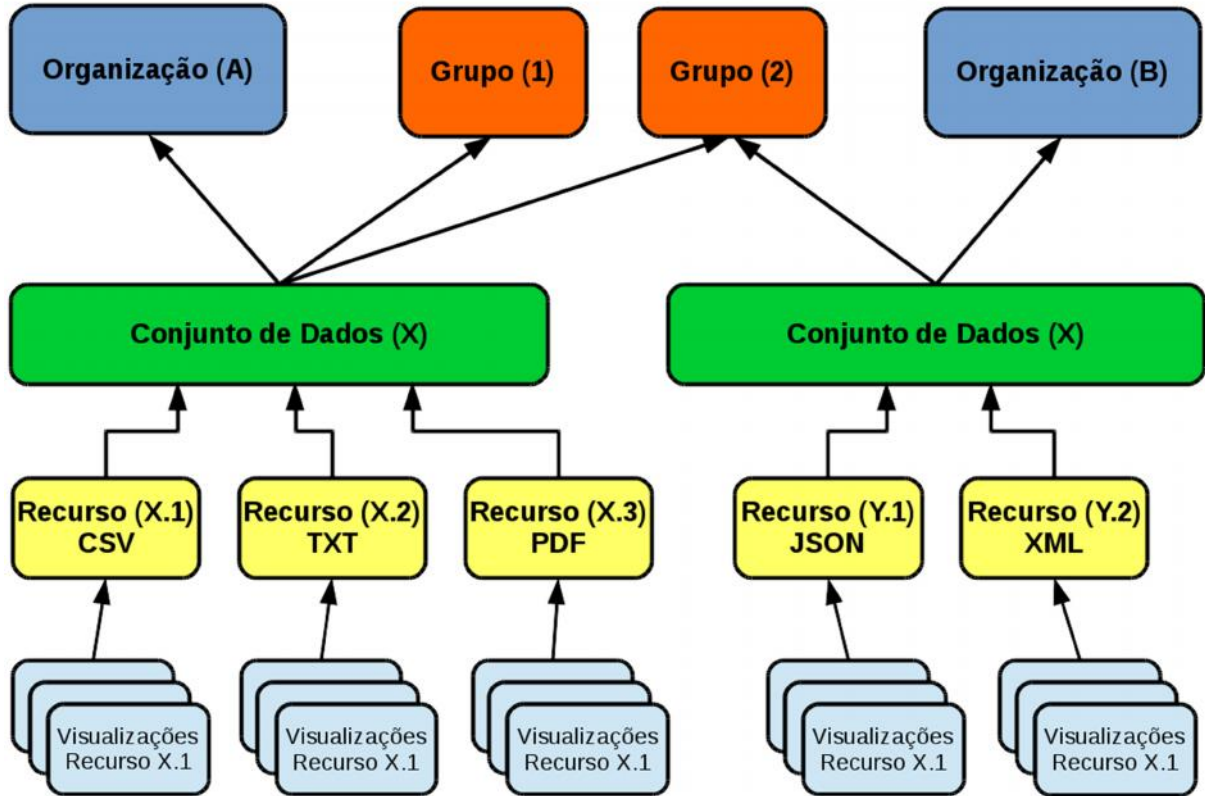 Organização (A)
Grupo (1)
Grupo (2)
Organização (B)
Conjunto de Dados (X)
Conjunto de Dados (X)
Recurso (X.1)
CSV
Recurso (X.2)
TXT
Recurso (X.3)
PDF
Recurso (Y.1)
JSON
Recurso (Y.2)
XML
Visualizações
Recurso X.1
Visualizações
Recurso X.1
Visualizações
Recurso X.1
Visualizações
Recurso X.1
Visualizações
Recurso X.1